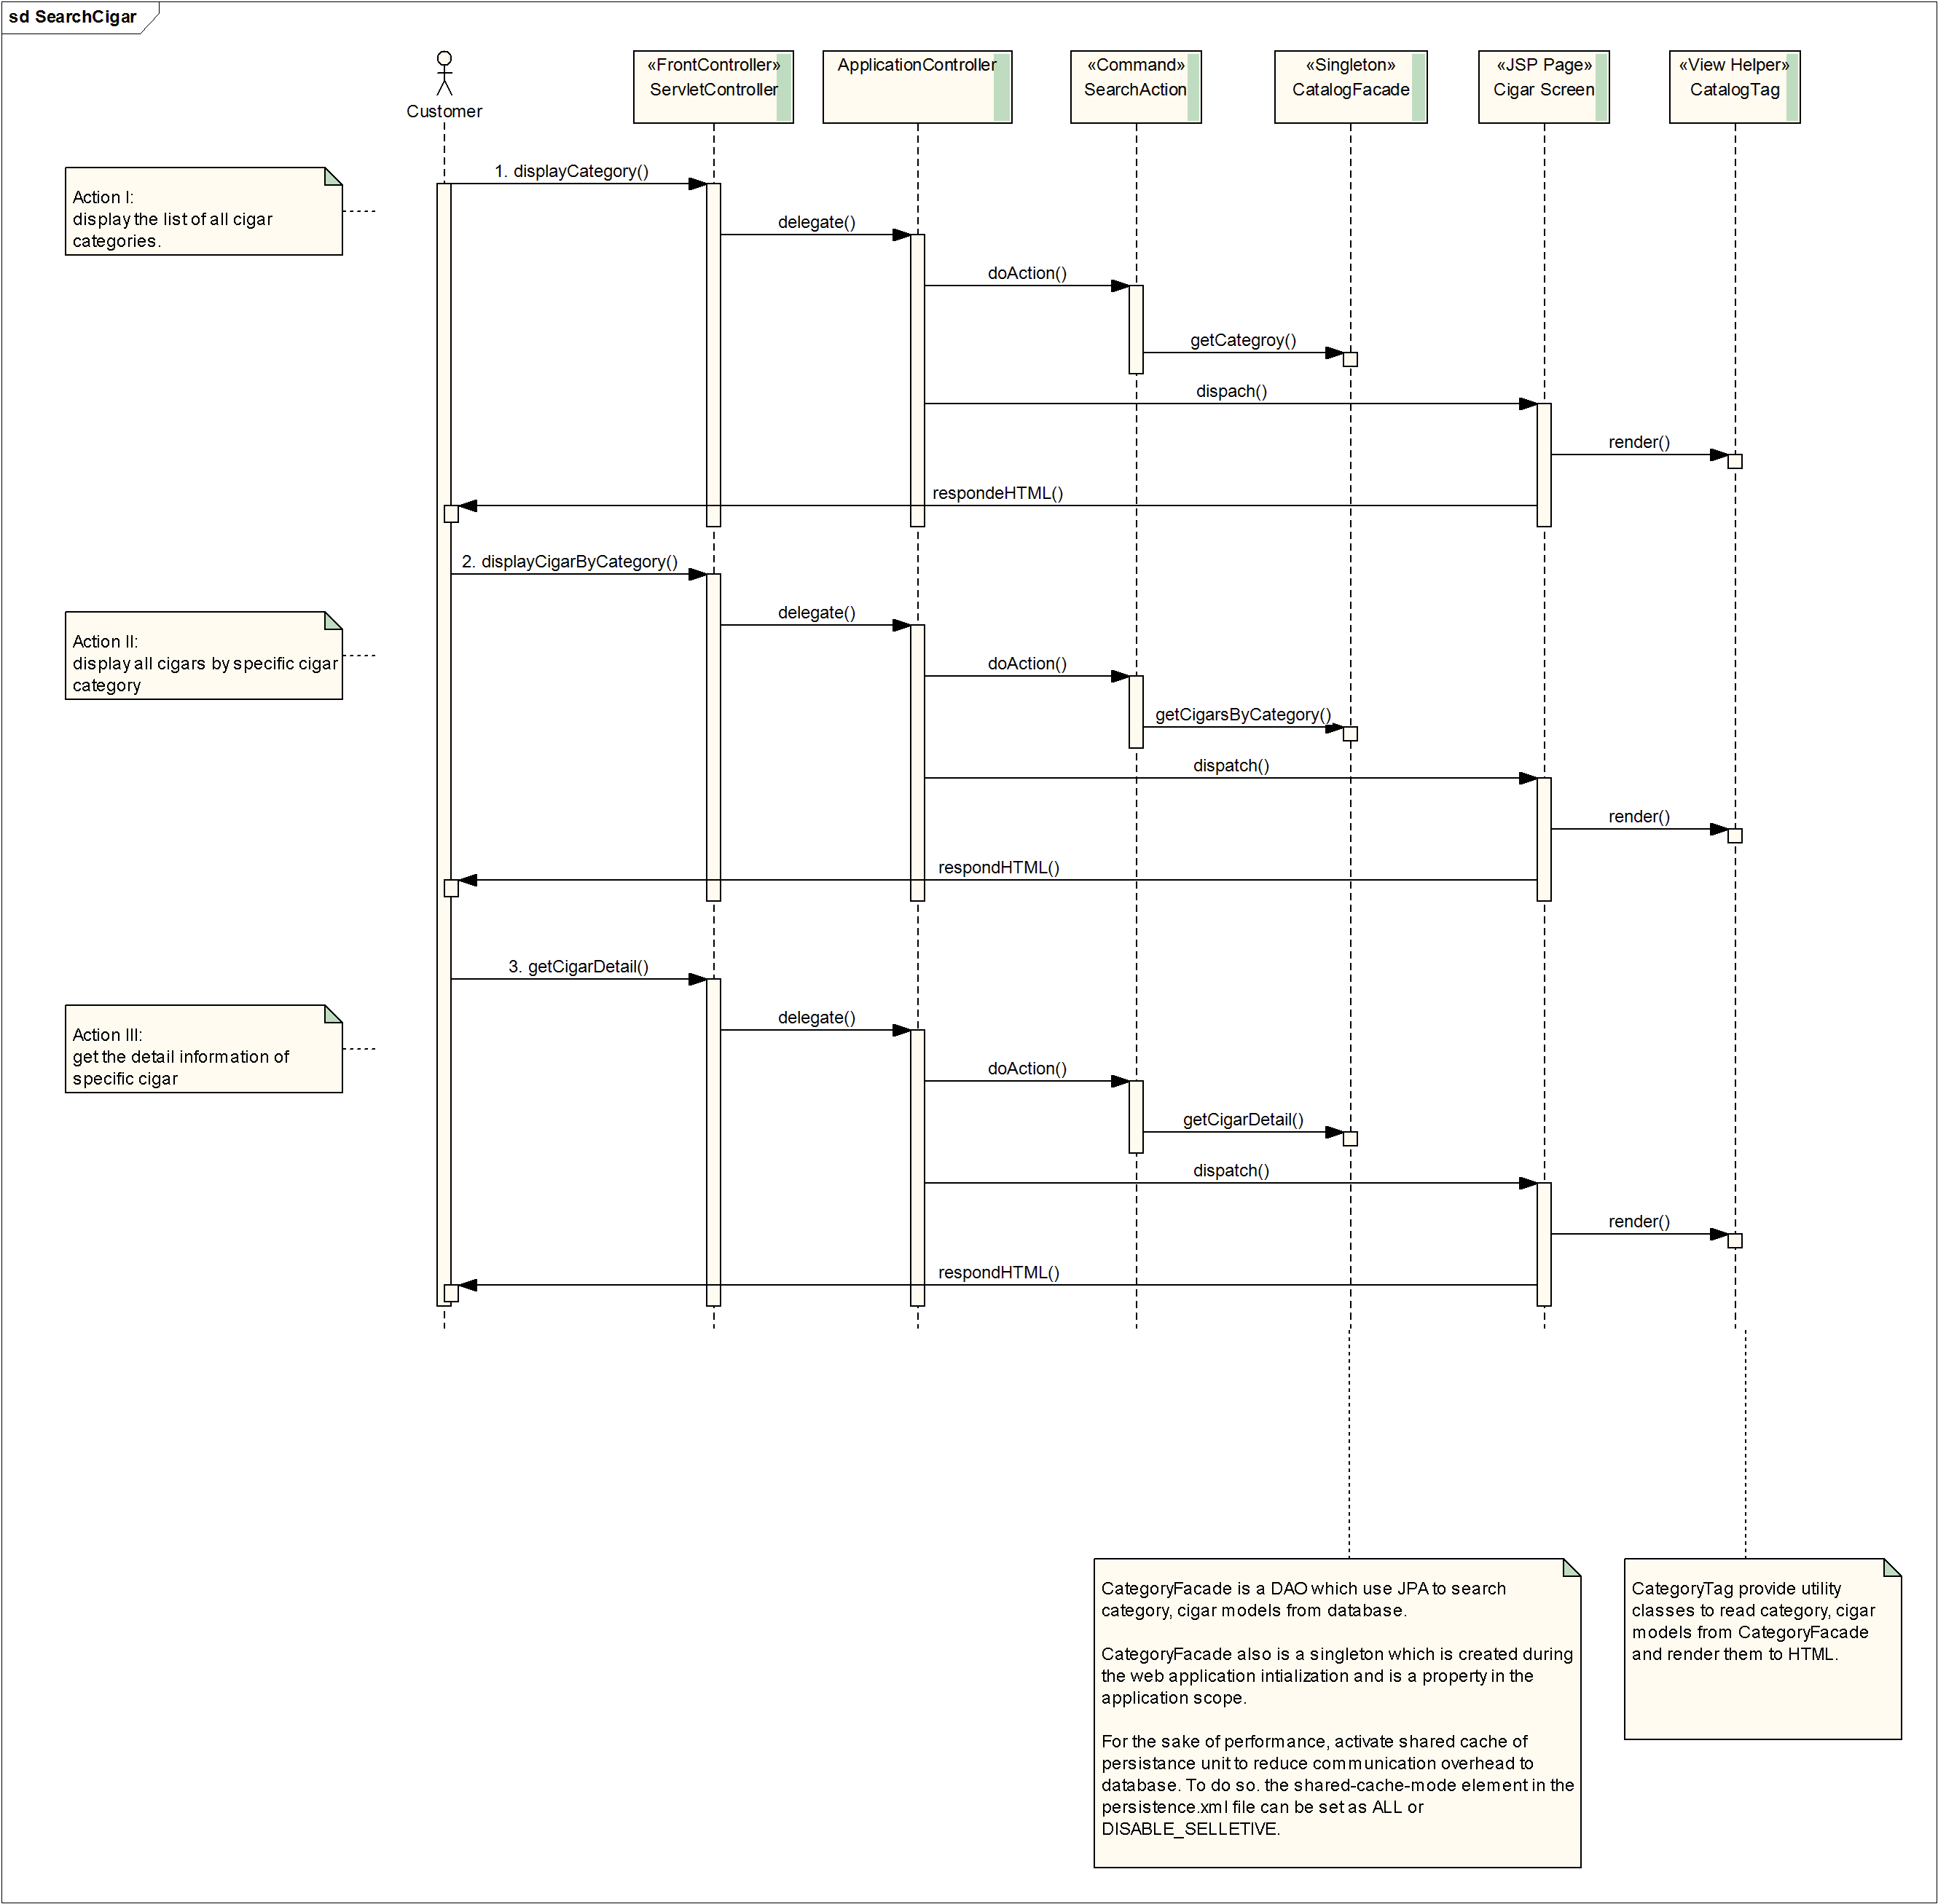 sd SearchCigar
«FrontController»
ServletController
ApplicationController
«Command»
SearchAction
«Singleton»
CatalogFacade
«JSP Page»
Cigar Screen
«View Helper»
CatalogTag
Customer
1. displayCategory()
Action I:
display the list of all cigar
categories.
delegate()
doAction()
getCategroy()
dispach()
render()
respondeHTML()
2. displayCigarByCategory()
delegate()
Action II:
display all cigars by specific cigar
category
doAction()
getCigarsByCategory()
dispatch()
render()
respondHTML()
3. getCigarDetail()
delegate()
Action III:
get the detail information of
specific cigar
doAction()
getCigarDetail()
dispatch()
render()
respondHTML()
CategoryFacade is a DAO which use JPA to search
category, cigar models from database.
CategoryFacade also is a singleton which is created during
the web application intialization and is a property in the
application scope.
For the sake of performance, activate shared cache of
persistance unit to reduce communication overhead to
database. To do so. the shared-cache-mode element in the
persistence.xml file can be set as ALL or
DISABLE_SELLETIVE.
CategoryTag provide utility
classes to read category, cigar
models from CategoryFacade
and render them to HTML.